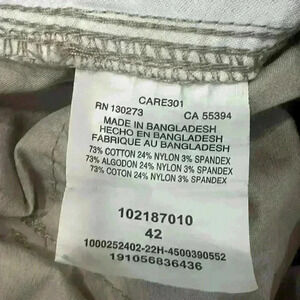 CARE301
RN 130273 CA 55394
MADE IN BANGLADESH
HECHO EN BANGLADESH
FABRIQUE AU BANGLADESH
73% COTTON 24% NYLON 3% SPANDEX
73% ALGODON 24% NYLON 3% SPANDEX
73% COTON 24% NYLON 3% SPANDEX
102187010
42
1000252402-22H-4500390552
191056836436